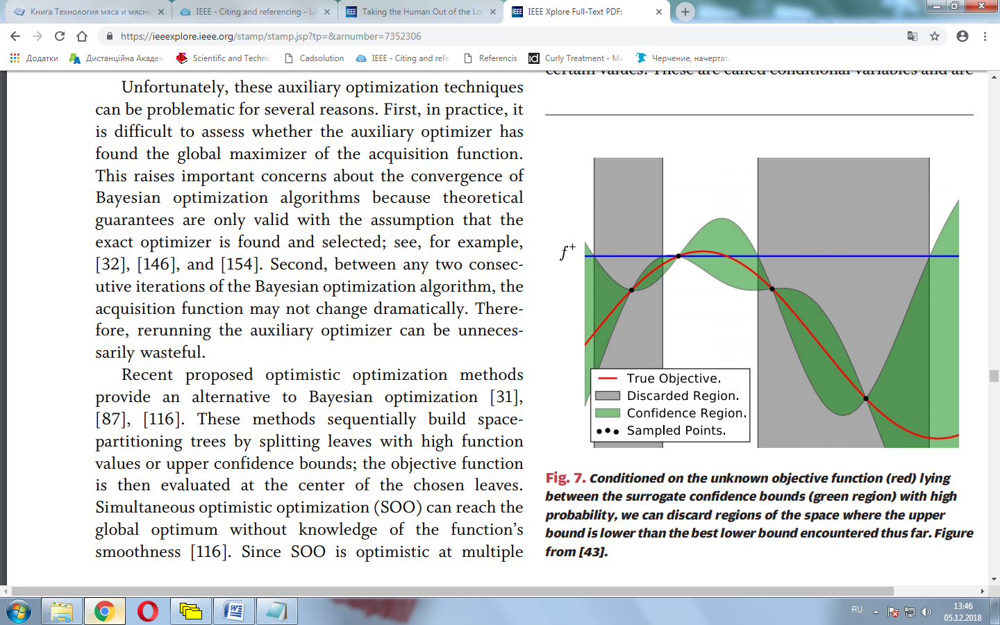 Книга Технология мяса и мясны
IEEE - Citing and referencing - Li
Taking the Human Out of the Lo
IEEE Xplore Full-Text PDF:
https://ieeexplore.ieee.org/stamp/stamp.jsp?tp=&arnumber=7352306
Додатки
Дистанційна Академ
Scientific and Technic
Cadsolution
IEEE - Citing and refe
Referencis
Curly Treatment - Ma
Черчение, начертат
Unfortunately, these auxiliary optimization techniques
can be problematic for several reasons. First, in practice, it
is difficult to assess whether the auxiliary optimizer has
found the global maximizer of the acquisition function.
This raises important concerns about the convergence of
Bayesian optimization algorithms because theoretical
guarantees are only valid with the assumption that the
exact optimizer is found and selected; see, for example,
[32], [146], and [154]. Second, between any two consec-
utive iterations of the Bayesian optimization algorithm, the
acquisition function may not change dramatically. There-
fore, rerunning the auxiliary optimizer can be unneces-
sarily wasteful.
Recent proposed optimistic optimization methods
provide an alternative to Bayesian optimization [31],
[87], [116]. These methods sequentially build space-
partitioning trees by splitting leaves with high function
values or upper confidence bounds; the objective function
is then evaluated at the center of the chosen leaves.
Simultaneous optimistic optimization (SOO) can reach the
global optimum without knowledge of the function's
smoothness [116]. Since SOO is optimistic at multiple
certain values. These are called conditional variables and are
f+
True Objective.
Discarded Region.
Confidence Region.
Sampled Points.
Fig. 7. Conditioned on the unknown objective function (red) lying
between the surrogate confidence bounds (green region) with high
probability, we can discard regions of the space where the upper
bound is lower than the best lower bound encountered thus far. Figure
from [43].
RU
13:46
05.12.2018